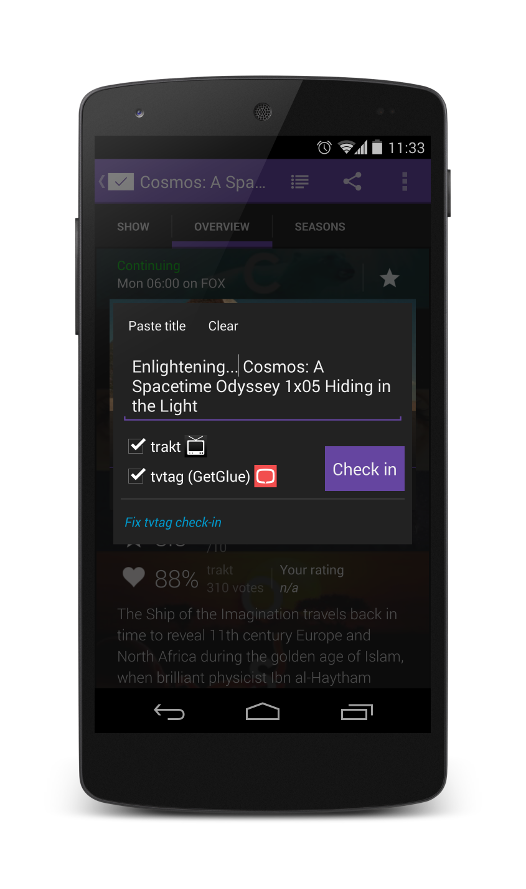 11:33
Cosmos: A Spa...
SHOW
OVERVIEW
SEASONS
Continuing
Mon 06:00 on FOX
Paste title
Clear
Enlightening... Cosmos: A
Spacetime Odyssey 1x05 Hiding in
the Light
trakt
tvtag (GetGlue)
Check in
Fix tvtag check-in
/10
88%
trakt
310 votes
Your rating
n/a
The Ship of the Imagination travels back in
time to reveal 11th century Europe and
North Africa during the golden age of Islam,
when brilliant physicist Ibn al-Haytham